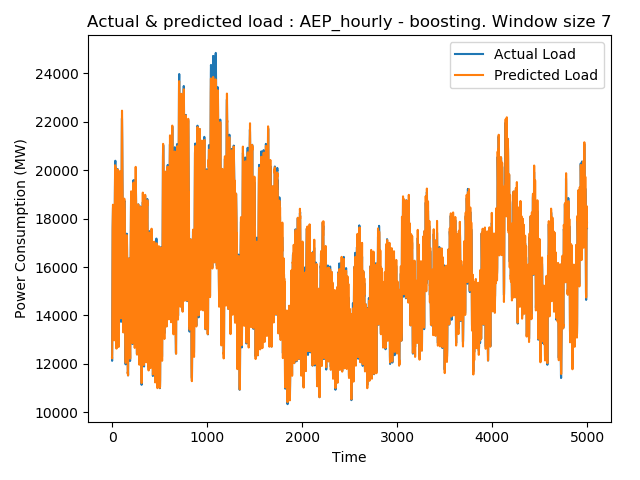 Actual & predicted load : AEP_hourly - boosting. Window size 7
Actual Load
Predicted Load
Power Consumption (MW)
24000
22000
20000
18000
16000
14000
12000
10000
0 1000 2000 3000 4000 5000
Time